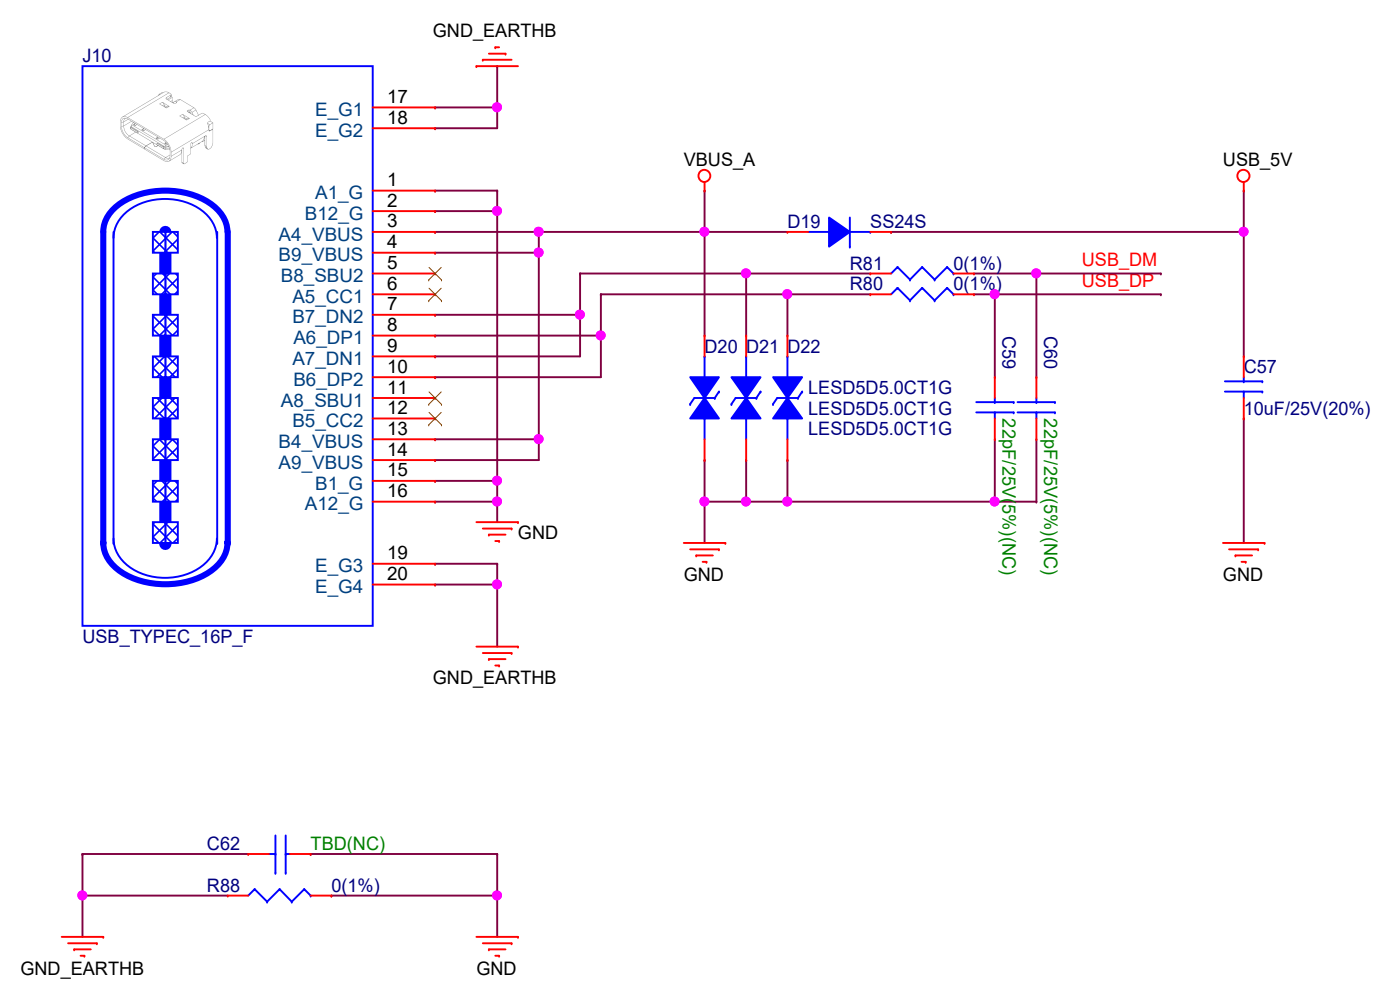 GND_EARTHB
J10
E_G1 17
E_G2 18
A1_G 1
B12_G 2
A4_VBUS 3
B9_VBUS 4
B8_SBU2 5
A5_CC1 6
B7_DN2 7
A6_DP1 8
A7_DN1 9
B6_DP2 10
A8_SBU1 11
B5_CC2 12
B4_VBUS 13
A9_VBUS 14
B1_G 15
A12_G 16
GND
E_G3 19
E_G4 20
USB_TYPEC_16P_F
GND_EARTHB
VBUS_A
USB_5V
D19 SS24S
R81 0(1%) USB_DM
R80 0(1%) USB_DP
D20 D21 D22
LESD5D5.0CT1G
LESD5D5.0CT1G
LESD5D5.0CT1G
C59
22pF/25V(5%)(NC)
C60
22pF/25V(5%)(NC)
C57
10uF/25V(20%)
GND
GND
C62 TBD(NC)
R88 0(1%)
GND_EARTHB
GND